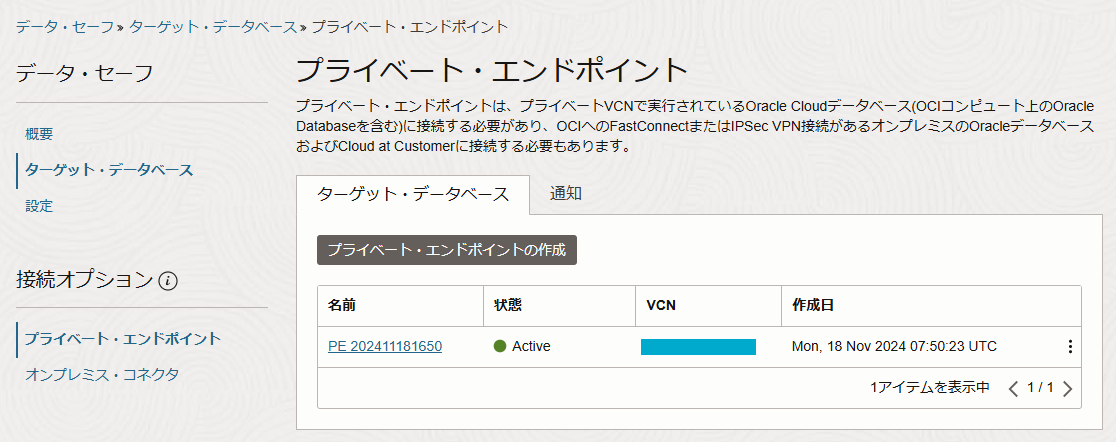 データ・セーフ » ターゲット・データベース » プライベート・エンドポイント
データ・セーフ
概要
ターゲット・データベース
設定
接続オプション
プライベート・エンドポイント
オンプレミス・コネクタ
プライベート・エンドポイント
プライベート・エンドポイントは、プライベートVCNで実行されているOracle Cloudデータベース(OCIコンピュート上のOracle
Databaseを含む)に接続する必要があり、OCIへのFastConnectまたはIPSec VPN接続があるオンプレミスのOracleデータベース
およびCloud at Customerに接続する必要もあります。
ターゲット・データベース 通知
プライベート・エンドポイントの作成
名前 状態 VCN 作成日
PE 202411181650 Active Mon, 18 Nov 2024 07:50:23 UTC
1アイテムを表示中 1 / 1